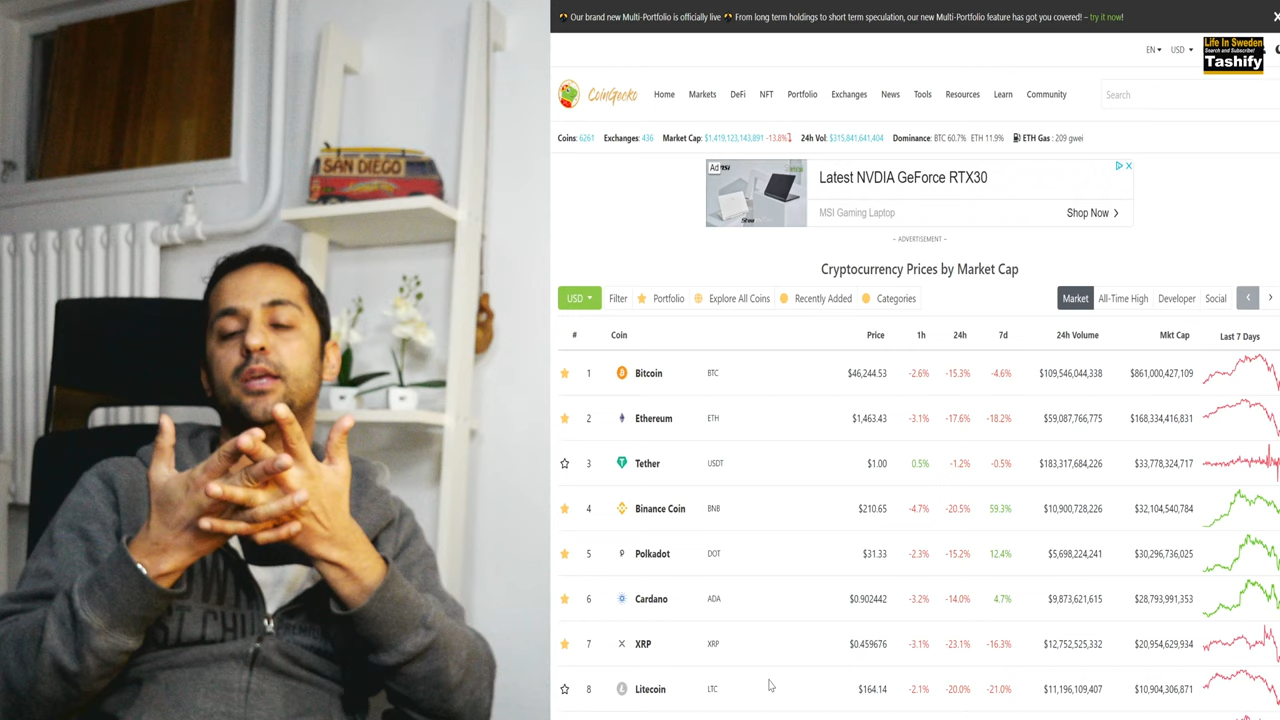 Our brand new Multi-Portfolio is officially live From long term holdings to short term speculation, our new Multi-Portfolio feature has got you covered! – try it now!
EN USD
Life In Sweden
Search and Subscribe!
Tashify
CoinGecko Home Markets DeFi NFT Portfolio Exchanges News Tools Resources Learn Community Search
Coins: 6261 Exchanges: 436 Market Cap: $1,419,123,143,891 -13.8% 24h Vol: $315,841,641,404 Dominance: BTC 60.7% ETH 11.9% ETH Gas: 209 gwei
SAN DIEGO
Ad msi
Latest NVDIA GeForce RTX30
MSI Gaming Laptop Shop Now
– ADVERTISEMENT –
Cryptocurrency Prices by Market Cap
USD Filter Portfolio Explore All Coins Recently Added Categories Market All-Time High Developer Social
# Coin Price 1h 24h 7d 24h Volume Mkt Cap Last 7 Days
1 Bitcoin BTC $46,244.53 -2.6% -15.3% -4.6% $109,546,044,338 $861,000,427,109
2 Ethereum ETH $1,463.43 -3.1% -17.6% -18.2% $59,087,766,775 $168,334,416,831
3 Tether USDT $1.00 0.5% -1.2% -0.5% $183,317,684,226 $33,778,324,717
4 Binance Coin BNB $210.65 -4.7% -20.5% 59.3% $10,900,728,226 $32,104,540,784
5 Polkadot DOT $31.33 -2.3% -15.2% 12.4% $5,698,224,241 $30,296,736,025
6 Cardano ADA $0.902442 -3.2% -14.0% 4.7% $9,873,621,615 $28,793,991,353
7 XRP XRP $0.459676 -3.1% -23.1% -16.3% $12,752,525,332 $20,954,629,934
8 Litecoin LTC $164.14 -2.1% -20.0% -21.0% $11,196,109,407 $10,904,306,871